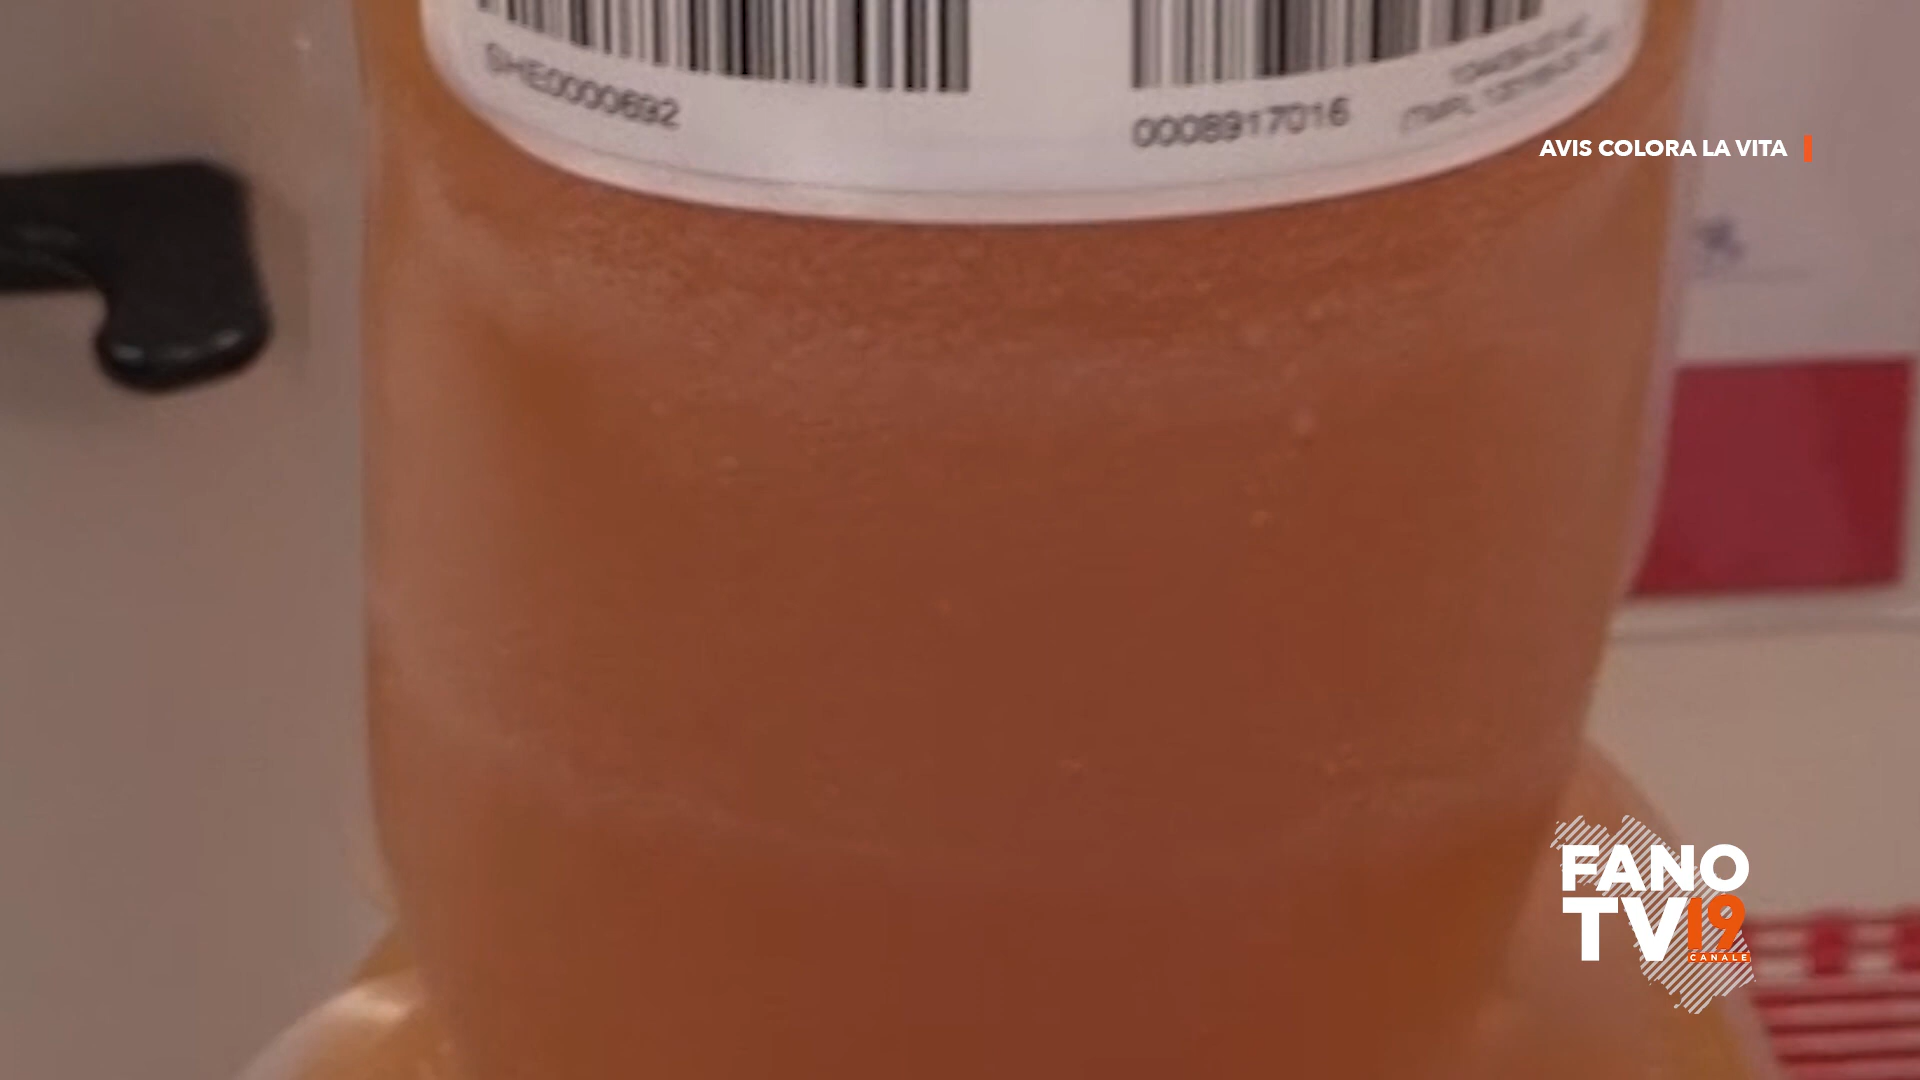 SHE0000692
0008917016
AVIS COLORA LA VITA
FANO
TV19
CANALE